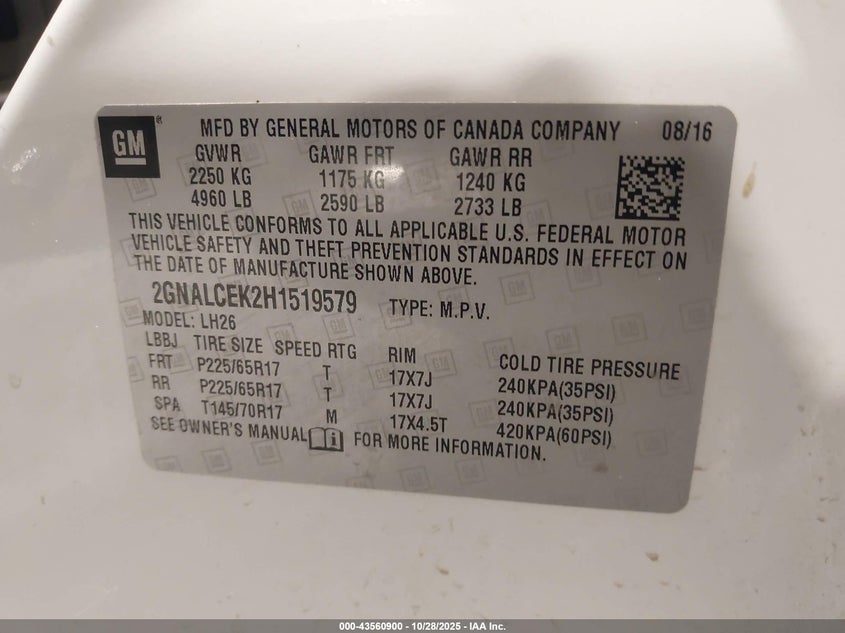 GM ® MFD BY GENERAL MOTORS OF CANADA COMPANY 08/16
GVWR GAWR FRT GAWR RR
2250 KG 1175 KG 1240 KG
4960 LB 2590 LB 2733 LB
THIS VEHICLE CONFORMS TO ALL APPLICABLE U.S. FEDERAL MOTOR
VEHICLE SAFETY AND THEFT PREVENTION STANDARDS IN EFFECT ON
THE DATE OF MANUFACTURE SHOWN ABOVE.
2GNALCEK2H1519579 TYPE: M.P.V.
MODEL: LH26
LBBJ TIRE SIZE SPEED RTG RIM COLD TIRE PRESSURE
FRT P225/65R17 T 17X7J 240KPA(35PSI)
RR P225/65R17 T 17X7J 240KPA(35PSI)
SPA T145/70R17 M 17X4.5T 420KPA(60PSI)
SEE OWNER'S MANUAL FOR MORE INFORMATION.
000-43560900 - 10/28/2025 - IAA Inc.